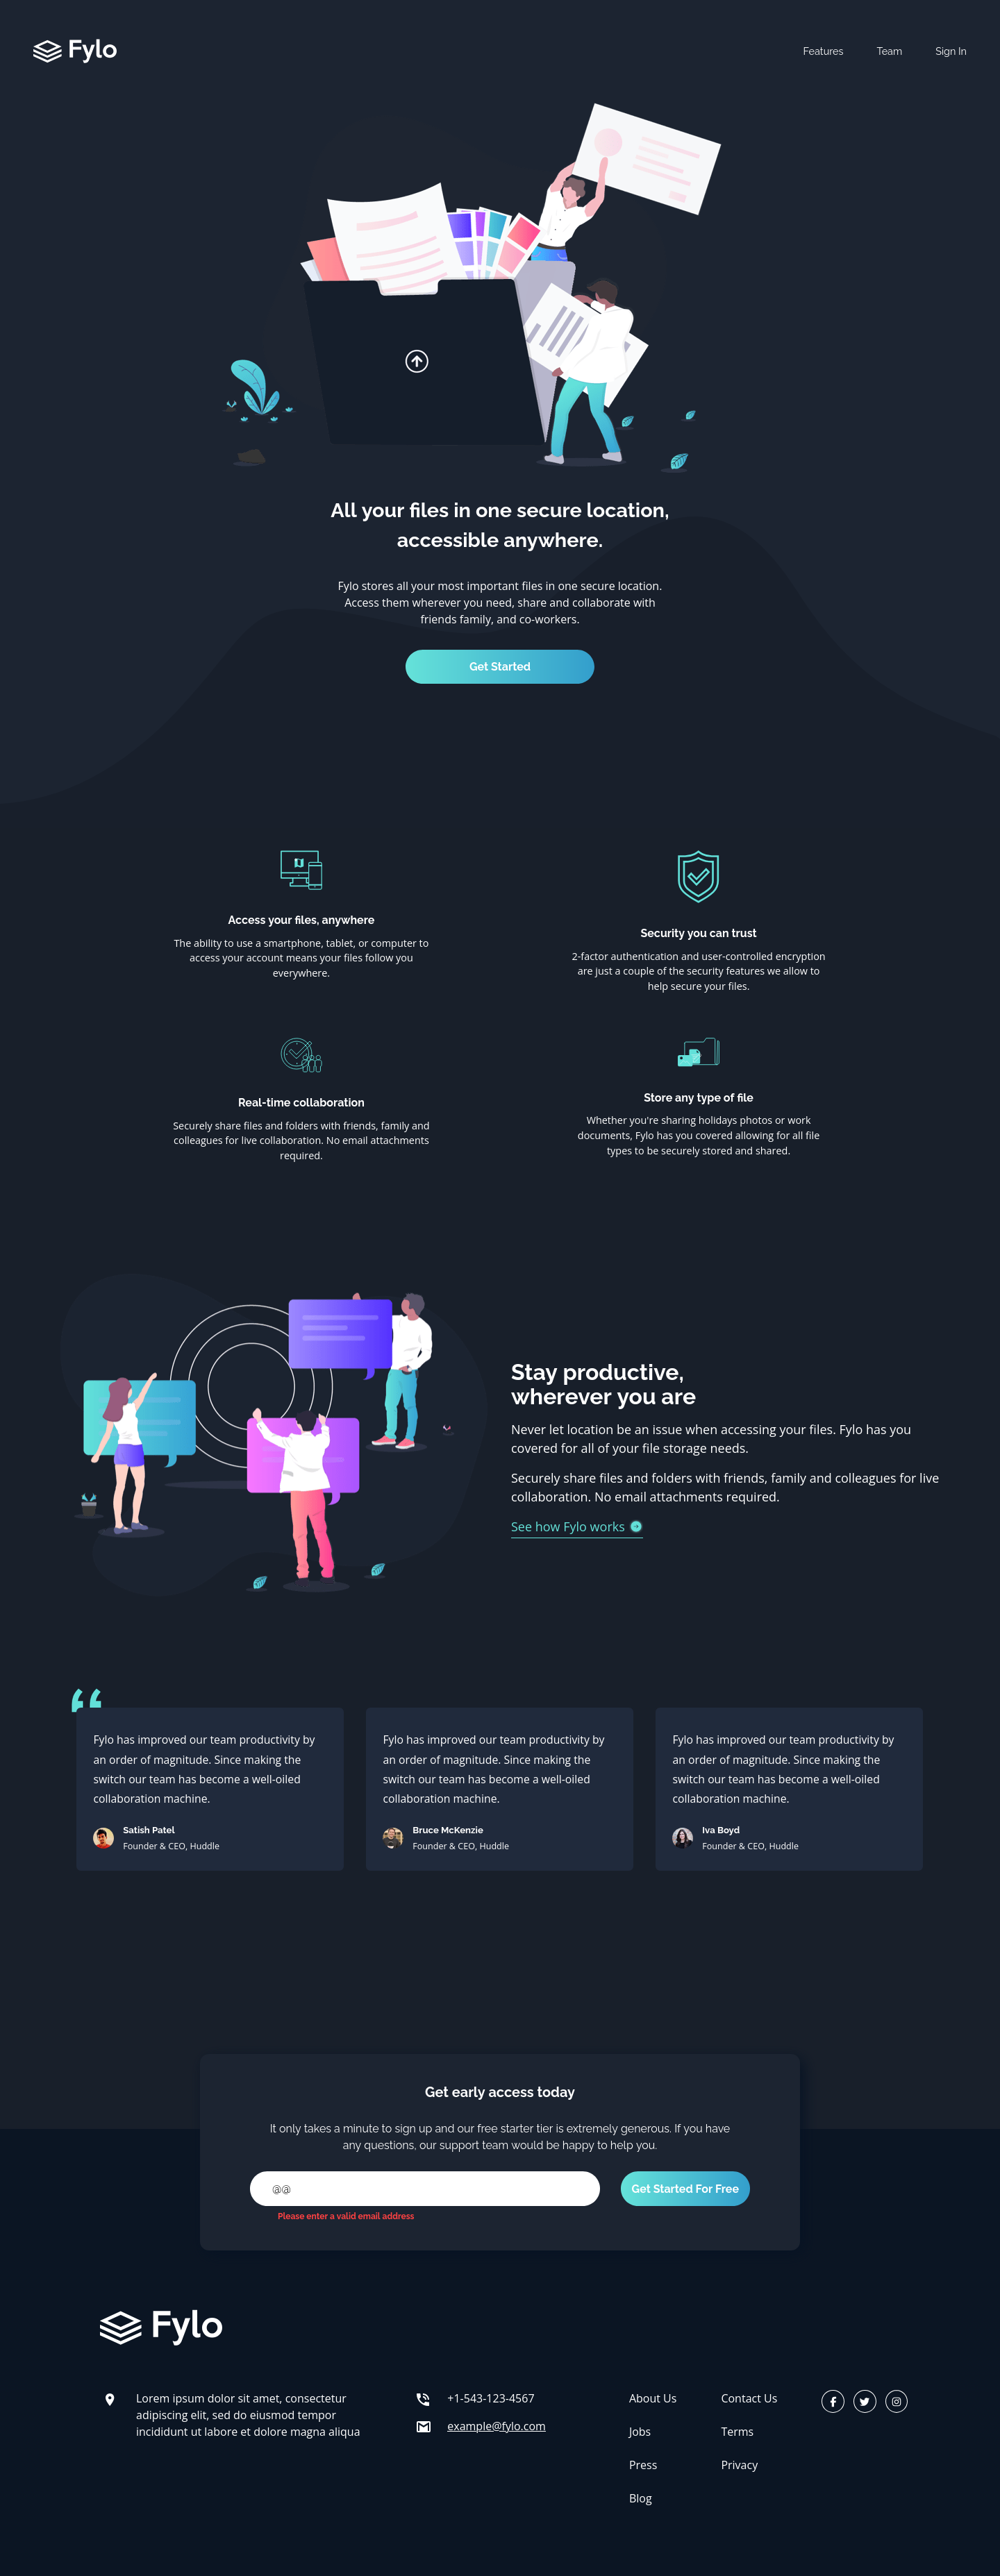 Fylo
Features
Team
Sign In
All your files in one secure location,
accessible anywhere.
Fylo stores all your most important files in one secure location.
Access them wherever you need, share and collaborate with
friends family, and co-workers.
Get Started
Access your files, anywhere
The ability to use a smartphone, tablet, or computer to
access your account means your files follow you
everywhere.
Security you can trust
2-factor authentication and user-controlled encryption
are just a couple of the security features we allow to
help secure your files.
Real-time collaboration
Securely share files and folders with friends, family and
colleagues for live collaboration. No email attachments
required.
Store any type of file
Whether you're sharing holidays photos or work
documents, Fylo has you covered allowing for all file
types to be securely stored and shared.
Stay productive,
wherever you are
Never let location be an issue when accessing your files. Fylo has you
covered for all of your file storage needs.
Securely share files and folders with friends, family and colleagues for live
collaboration. No email attachments required.
See how Fylo works
Fylo has improved our team productivity by
an order of magnitude. Since making the
switch our team has become a well-oiled
collaboration machine.
Satish Patel
Founder & CEO, Huddle
Fylo has improved our team productivity by
an order of magnitude. Since making the
switch our team has become a well-oiled
collaboration machine.
Bruce McKenzie
Founder & CEO, Huddle
Fylo has improved our team productivity by
an order of magnitude. Since making the
switch our team has become a well-oiled
collaboration machine.
Iva Boyd
Founder & CEO, Huddle
Get early access today
It only takes a minute to sign up and our free starter tier is extremely generous. If you have
any questions, our support team would be happy to help you.
@@
Get Started For Free
Please enter a valid email address
Fylo
Lorem ipsum dolor sit amet, consectetur
adipiscing elit, sed do eiusmod tempor
incididunt ut labore et dolore magna aliqua
+1-543-123-4567
example@fylo.com
About Us
Jobs
Press
Blog
Contact Us
Terms
Privacy